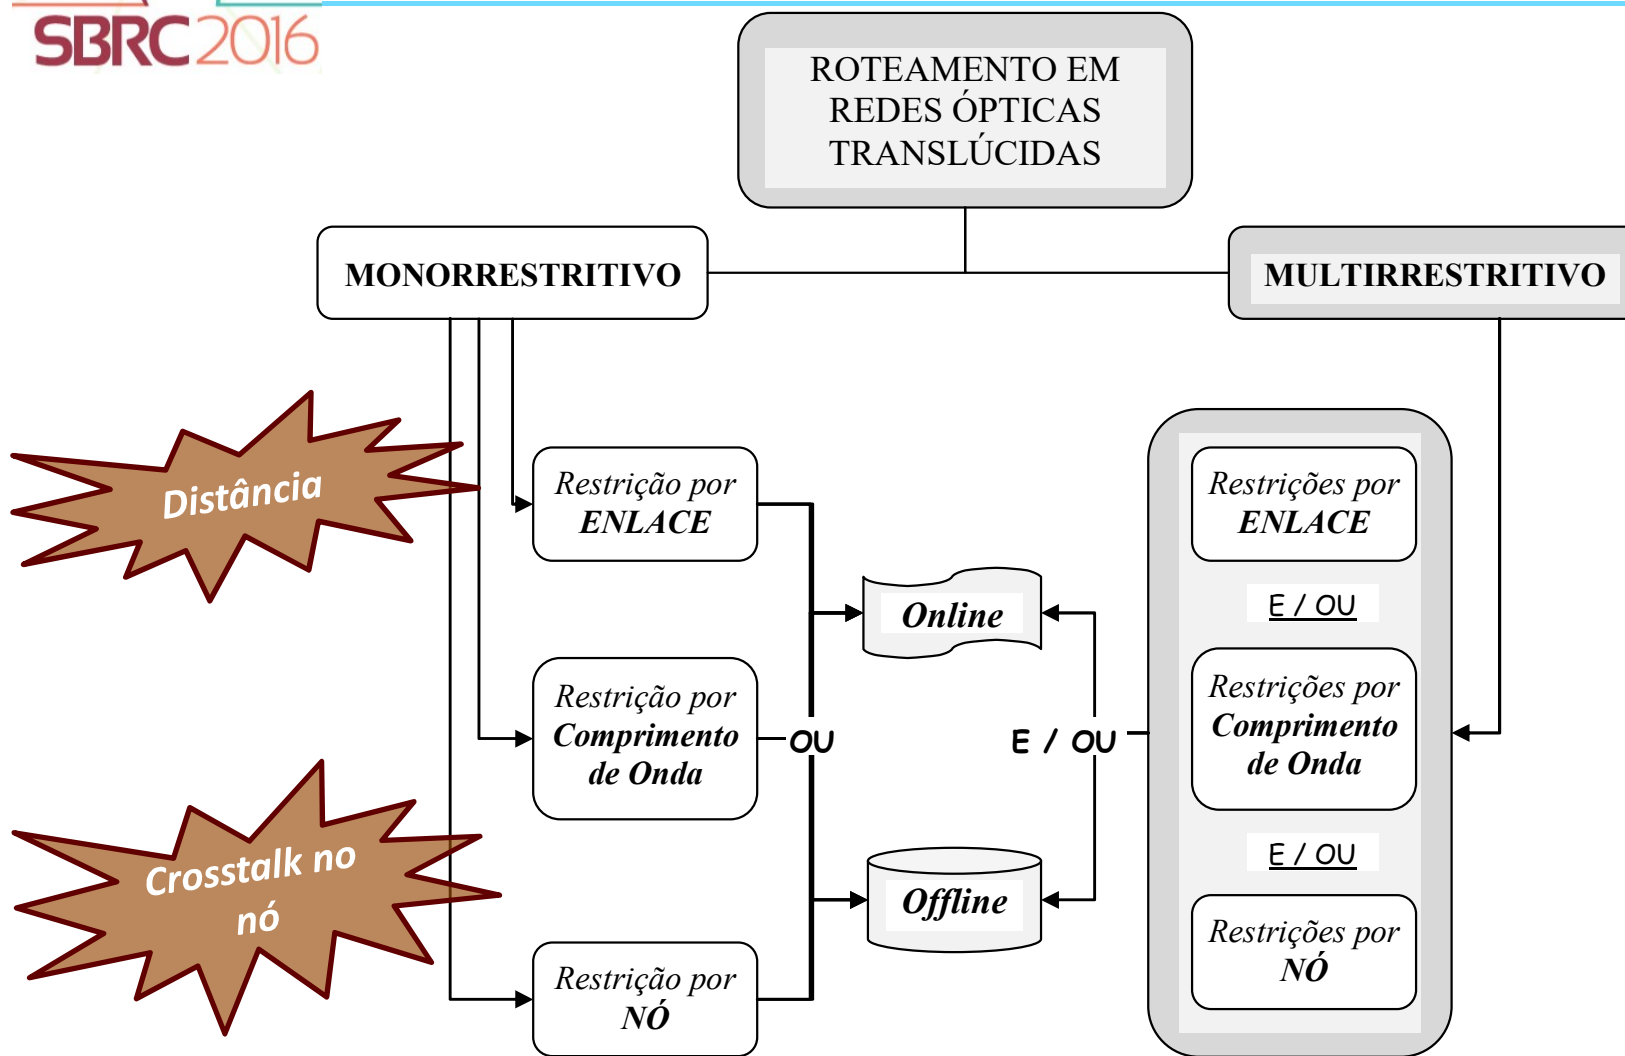 SBRC 2016
ROTEAMENTO EM
REDES ÓPTICAS
TRANSLÚCIDAS
MONORRESTRITIVO
MULTIRRESTRITIVO
Distância
Restrição por
ENLACE
Restrições por
ENLACE
Online
E / OU
Restrição por
Comprimento
de Onda
OU
E / OU
Restrições por
Comprimento
de Onda
Crosstalk no
nó
E / OU
Offline
Restrição por
NÓ
Restrições por
NÓ